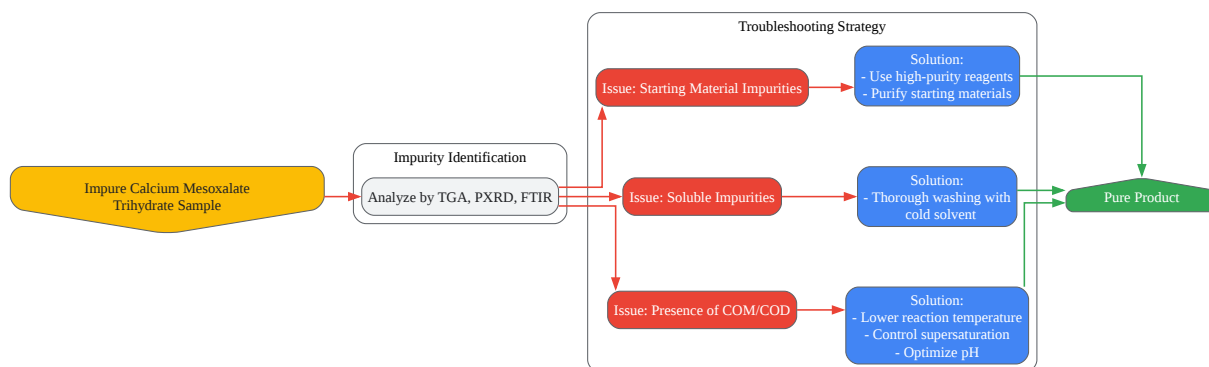 Troubleshooting Strategy
Impurity Identification
Impure Calcium Mesoxalate
Trihydrate Sample
Analyze by TGA, PXRD, FTIR
Issue: Starting Material Impurities
Solution:
- Use high-purity reagents
- Purify starting materials
Issue: Soluble Impurities
Solution:
- Thorough washing with
cold solvent
Issue: Presence of COM/COD
Solution:
- Lower reaction temperature
- Control supersaturation
- Optimize pH
Pure Product